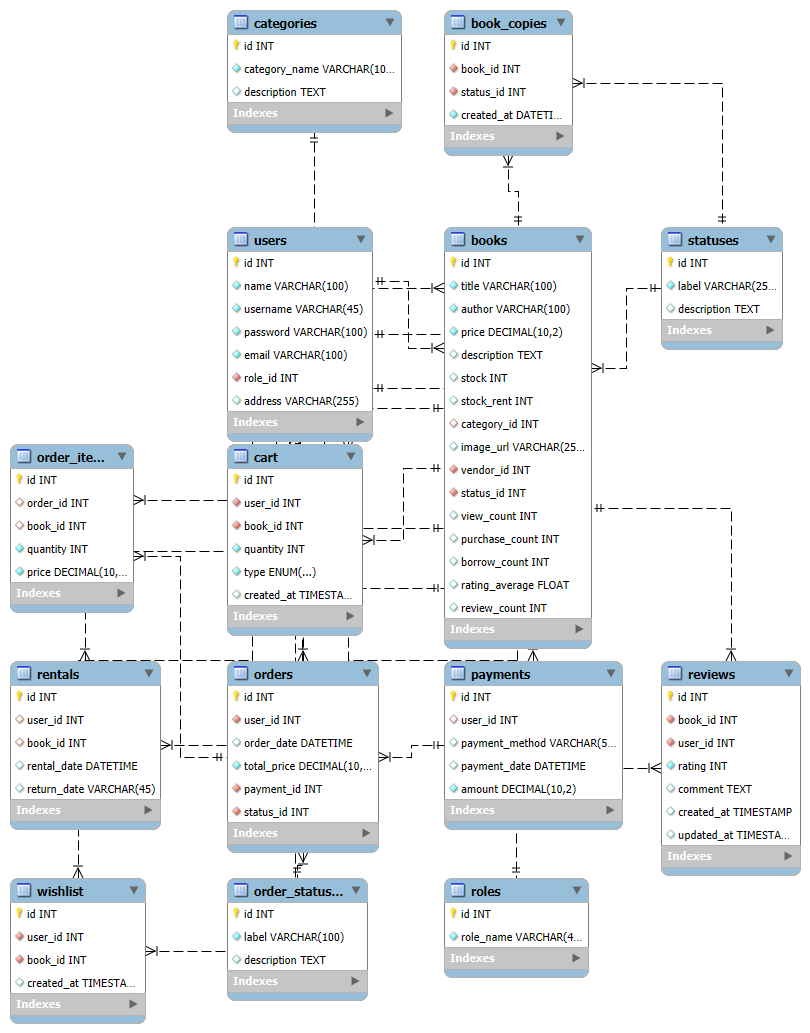 categories
id INT
category_name VARCHAR(10...
description TEXT
Indexes
book_copies
id INT
book_id INT
status_id INT
created_at DATETI...
Indexes
users
id INT
name VARCHAR(100)
username VARCHAR(45)
password VARCHAR(100)
email VARCHAR(100)
role_id INT
address VARCHAR(255)
Indexes
books
id INT
title VARCHAR(100)
author VARCHAR(100)
price DECIMAL(10,2)
description TEXT
stock INT
stock_rent INT
category_id INT
image_url VARCHAR(25...
vendor_id INT
status_id INT
view_count INT
purchase_count INT
borrow_count INT
rating_average FLOAT
review_count INT
Indexes
statuses
id INT
label VARCHAR(25...
description TEXT
Indexes
order_ite...
id INT
order_id INT
book_id INT
quantity INT
price DECIMAL(10,...
Indexes
cart
id INT
user_id INT
book_id INT
quantity INT
type ENUM(...)
created_at TIMESTA...
Indexes
rentals
id INT
user_id INT
book_id INT
rental_date DATETIME
return_date VARCHAR(45)
Indexes
orders
id INT
user_id INT
order_date DATETIME
total_price DECIMAL(10,...
payment_id INT
status_id INT
Indexes
payments
id INT
user_id INT
payment_method VARCHAR(5...
payment_date DATETIME
amount DECIMAL(10,2)
Indexes
reviews
id INT
book_id INT
user_id INT
rating INT
comment TEXT
created_at TIMESTAMP
updated_at TIMESTA...
Indexes
wishlist
id INT
user_id INT
book_id INT
created_at TIMESTA...
Indexes
order_status...
id INT
label VARCHAR(100)
description TEXT
Indexes
roles
id INT
role_name VARCHAR(4...
Indexes